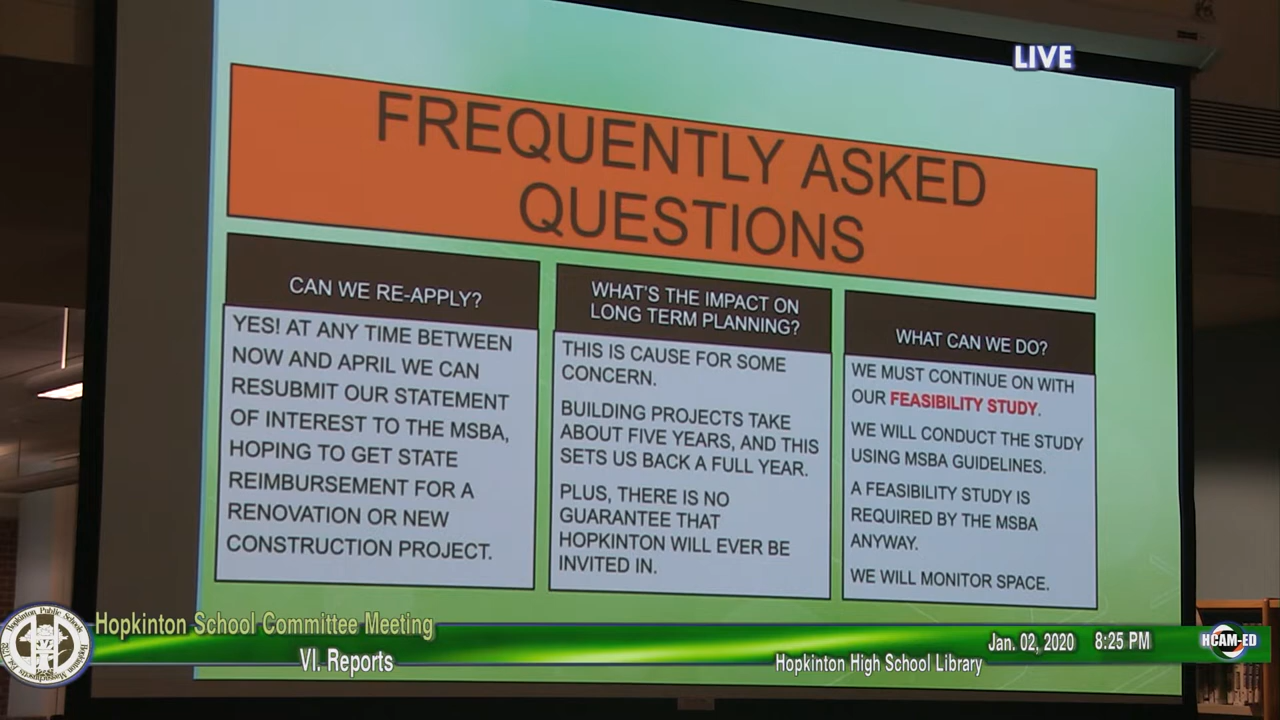 LIVE
FREQUENTLY ASKED
QUESTIONS
CAN WE RE-APPLY?
YES! AT ANY TIME BETWEEN
NOW AND APRIL WE CAN
RESUBMIT OUR STATEMENT
OF INTEREST TO THE MSBA,
HOPING TO GET STATE
REIMBURSEMENT FOR A
RENOVATION OR NEW
CONSTRUCTION PROJECT.
WHAT'S THE IMPACT ON
LONG TERM PLANNING?
THIS IS CAUSE FOR SOME
CONCERN.
BUILDING PROJECTS TAKE
ABOUT FIVE YEARS, AND THIS
SETS US BACK A FULL YEAR.
PLUS, THERE IS NO
GUARANTEE THAT
HOPKINTON WILL EVER BE
INVITED IN.
WHAT CAN WE DO?
WE MUST CONTINUE ON WITH
OUR FEASIBILITY STUDY.
WE WILL CONDUCT THE STUDY
USING MSBA GUIDELINES.
A FEASIBILITY STUDY IS
REQUIRED BY THE MSBA
ANYWAY.
WE WILL MONITOR SPACE.
Hopkinton Public Schools
Hopkinton School Committee Meeting
VI. Reports
Jan. 02, 2020 8:25 PM
Hopkinton High School Library
HCAM-ED